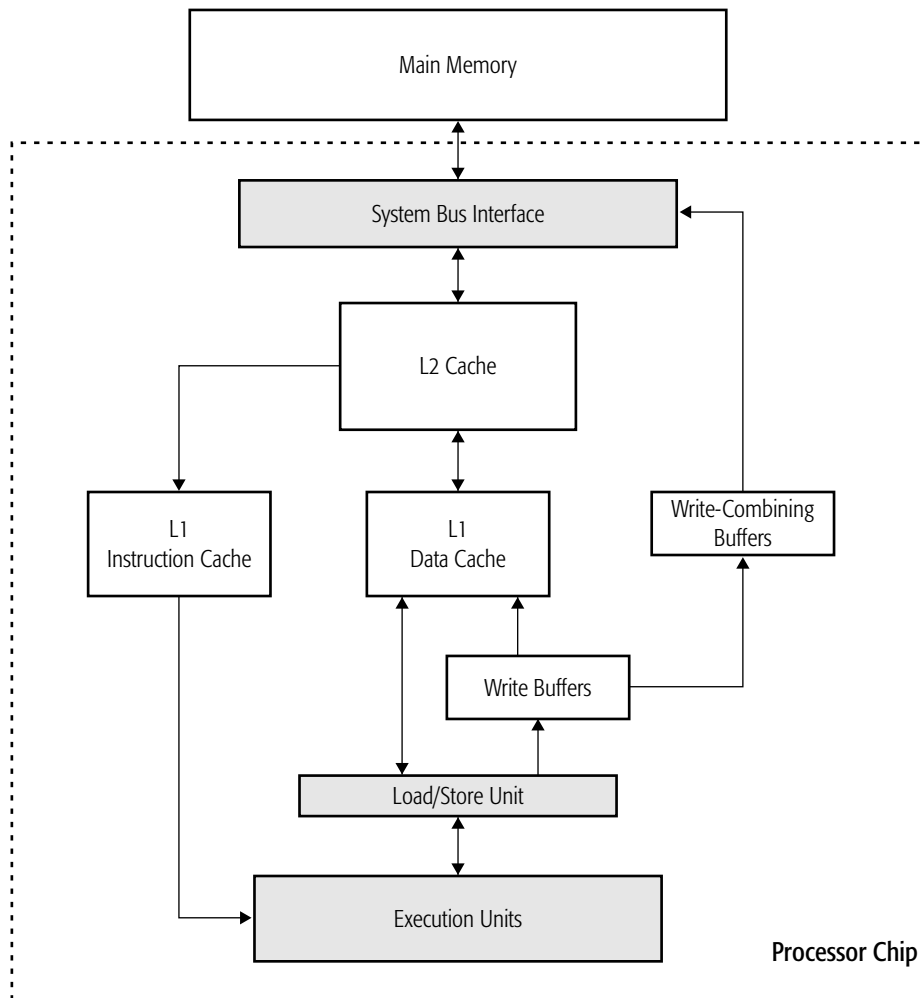 Main Memory
System Bus Interface
L2 Cache
L1
Instruction Cache
L1
Data Cache
Write-Combining
Buffers
Write Buffers
Load/Store Unit
Execution Units
Processor Chip